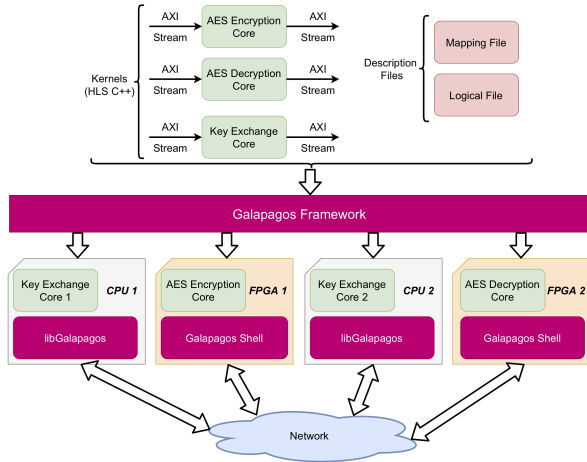 AXI
Stream
AES Encryption
Core
AXI
Stream
AXI
Stream
AES Decryption
Core
AXI
Stream
AXI
Stream
Key Exchange
Core
AXI
Stream
Kernels
(HLS C++)
Description
Files
Mapping File
Logical File
Galapagos Framework
Key Exchange
Core 1
CPU 1
libGalapagos
AES Encryption
Core
FPGA 1
Galapagos Shell
Key Exchange
Core 2
CPU 2
libGalapagos
AES Decryption
Core
FPGA 2
Galapagos Shell
Network